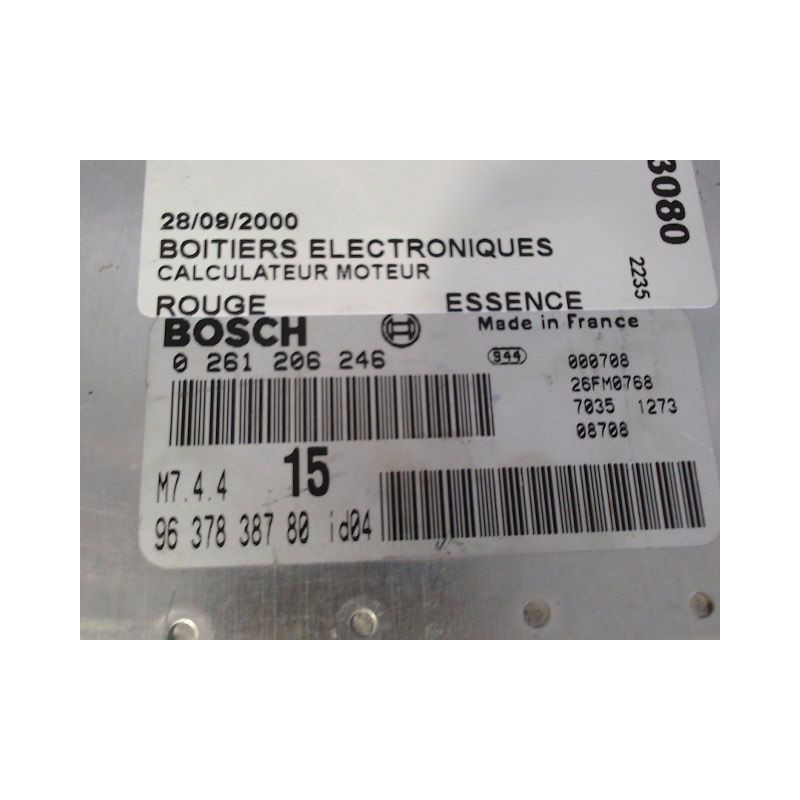 3080
2235
28/09/2000
BOITIERS ELECTRONIQUES
CALCULATEUR MOTEUR
ROUGE ESSENCE
BOSCH Made in France
0 261 206 246 944 000708
26FM0768
7035 1273
08708
M7.4.4 15
96 378 387 80 id04